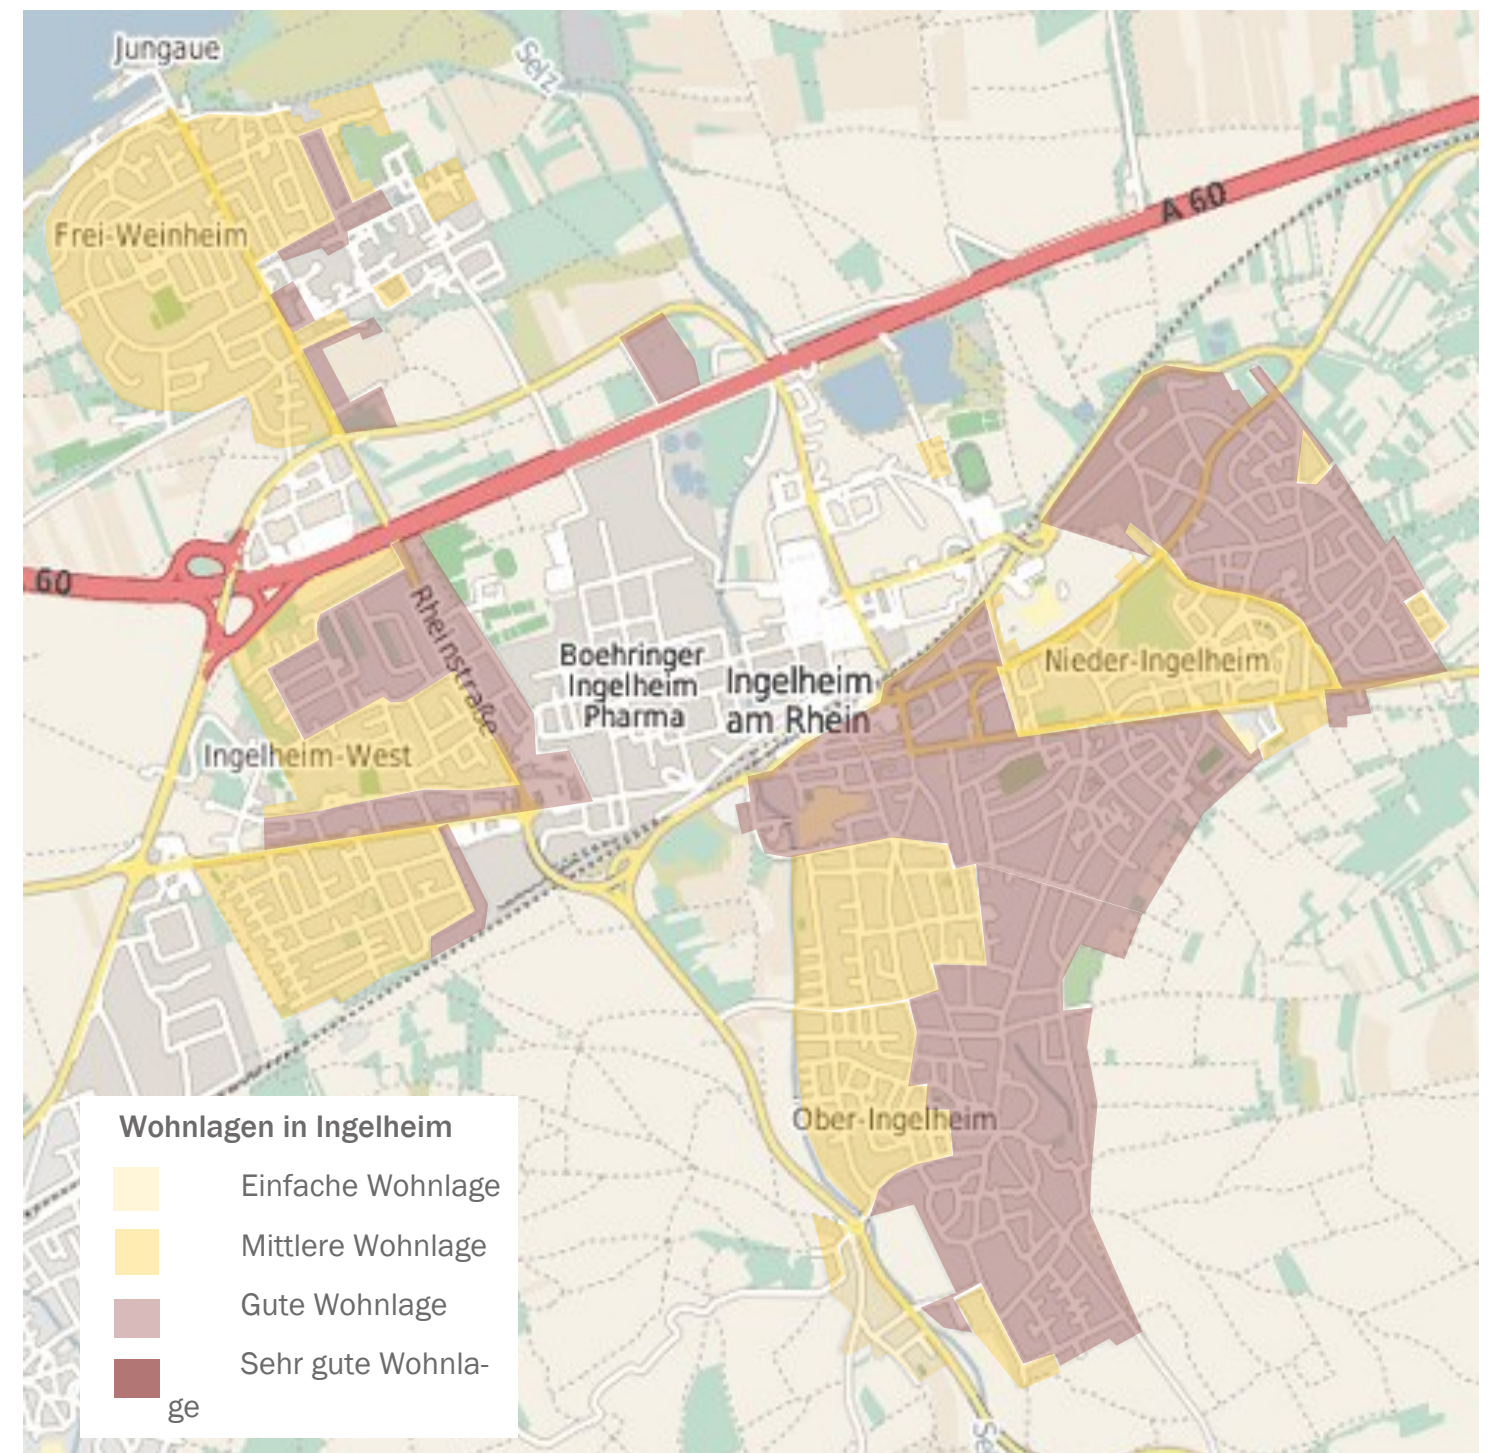 Jungaue
Selz
Frei-Weinheim
A 60
60
Rheinstraße
Boehringer
Ingelheim
Pharma
Ingelheim
am Rhein
Nieder-Ingelheim
Ingelheim-West
Ober-Ingelheim
Wohnlagen in Ingelheim
Einfache Wohnlage
Mittlere Wohnlage
Gute Wohnlage
Sehr gute Wohnla-
ge
Se